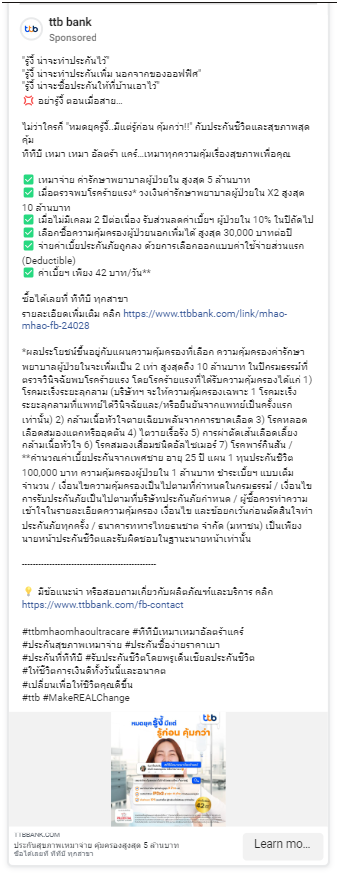 ttb bank
Sponsored
"รู้งี้ น่าจะทำประกันไว้"
"รู้งี้ น่าจะทำประกันเพิ่ม นอกจากของออฟฟิศ"
"รู้งี้ น่าจะซื้อประกันให้ที่บ้านเอาไว้"
💢 อย่ารู้งี้ ตอนเมื่อสาย...
ไม่ว่าใครก็ "หมดยุครู้งี้..มีแต่รู้ก่อน คุ้มกว่า!!" กับประกันชีวิตและสุขภาพสุด
คุ้ม
ทีทีบี เหมา เหมา อัลตร้า แคร์...เหมาทุกความคุ้มเรื่องสุขภาพเพื่อคุณ
✅ เหมาจ่าย ค่ารักษาพยาบาลผู้ป่วยใน สูงสุด 5 ล้านบาท
✅ เมื่อตรวจพบโรคร้ายแรง* วงเงินค่ารักษาพยาบาลผู้ป่วยใน X2 สูงสุด
10 ล้านบาท
✅ เมื่อไม่มีเคลม 2 ปีต่อเนื่อง รับส่วนลดค่าเบี้ยฯ ผู้ป่วยใน 10% ในปีถัดไป
✅ เลือกซื้อความคุ้มครองผู้ป่วยนอกเพิ่มได้ สูงสุด 30,000 บาทต่อปี
✅ จ่ายค่าเบี้ยประกันภัยถูกลง ด้วยการเลือกออกแบบค่าใช้จ่ายส่วนแรก
(Deductible)
✅ ค่าเบี้ยฯ เพียง 42 บาท/วัน**
ซื้อได้เลยที่ ทีทีบี ทุกสาขา
รายละเอียดเพิ่มเติม คลิก https://www.ttbbank.com/link/mhao-
mhao-fb-24028
*ผลประโยชน์ขึ้นอยู่กับแผนความคุ้มครองที่เลือก ความคุ้มครองค่ารักษา
พยาบาลผู้ป่วยในจะเพิ่มเป็น 2 เท่า สูงสุดถึง 10 ล้านบาท ในปีกรมธรรม์ที่
ตรวจวินิจฉัยพบโรคร้ายแรง โดยโรคร้ายแรงที่ได้รับความคุ้มครองได้แก่ 1)
โรคมะเร็งระยะลุกลาม (บริษัทฯ จะให้ความคุ้มครองเฉพาะ 1 โรคมะเร็ง
ระยะลุกลามที่แพทย์ได้วินิจฉัยและ/หรือยืนยันจากแพทย์เป็นครั้งแรก
เท่านั้น) 2) กล้ามเนื้อหัวใจตายเฉียบพลันจากการขาดเลือด 3) โรคหลอด
เลือดสมองแตกหรืออุดตัน 4) ไตวายเรื้อรัง 5) การผ่าตัดเส้นเลือดเลี้ยง
กล้ามเนื้อหัวใจ 6) โรคสมองเสื่อมชนิดอัลไซเมอร์ 7) โรคพาร์กินสัน /
**คำนวณค่าเบี้ยประกันจากเพศชาย อายุ 25 ปี แผน 1 ทุนประกันชีวิต
100,000 บาท ความคุ้มครองผู้ป่วยใน 1 ล้านบาท ชำระเบี้ยฯ แบบเต็ม
จำนวน / เงื่อนไขความคุ้มครองเป็นไปตามที่กำหนดในกรมธรรม์ / เงื่อนไข
การรับประกันภัยเป็นไปตามที่บริษัทประกันภัยกำหนด / ผู้ซื้อควรทำความ
เข้าใจในรายละเอียดความคุ้มครอง เงื่อนไข และข้อยกเว้นก่อนตัดสินใจทำ
ประกันภัยทุกครั้ง / ธนาคารทหารไทยธนชาต จำกัด (มหาชน) เป็นเพียง
นายหน้าประกันชีวิตและรับผิดชอบในฐานะนายหน้าเท่านั้น
--------------------------------------------------
💡 มีข้อแนะนำ หรือสอบถามเกี่ยวกับผลิตภัณฑ์และบริการ คลิก
https://www.ttbbank.com/fb-contact
#ttbmhaomhaoultracare #ทีทีบีเหมาเหมาอัลตร้าแคร์
#ประกันสุขภาพเหมาจ่าย #ประกันซื้อง่ายราคาเบา
#ประกันที่ทีทีบี #รับประกันชีวิตโดยพรูเด็นเชียลประกันชีวิต
#ให้ชีวิตการเงินดีทั้งวันนี้และอนาคต
#เปลี่ยนเพื่อให้ชีวิตคุณดีขึ้น
#ttb #MakeREALChange
หมดยุค รู้งี้ มีแต่
รู้ก่อน คุ้มกว่า
ttb
42
TTBBANK.COM
ประกันสุขภาพเหมาจ่าย คุ้มครองสูงสุด 5 ล้านบาท
ซื้อได้เลยที่ ทีทีบี ทุกสาขา
Learn mo...